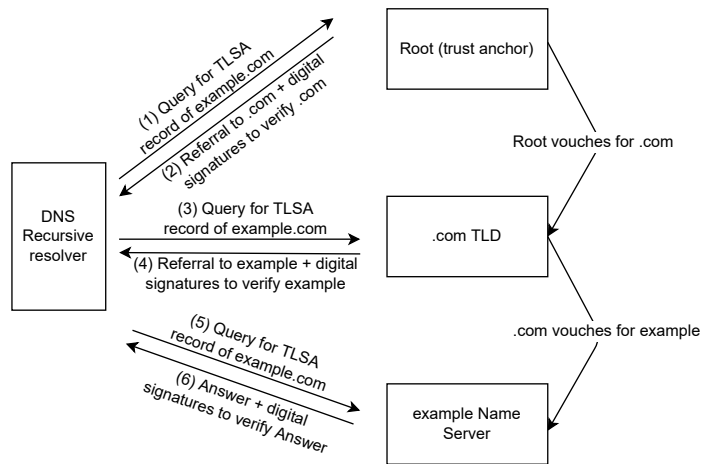 Root (trust anchor)
(1) Query for TLSA
record of example.com
(2) Referral to .com + digital
signatures to verify .com
Root vouches for .com
DNS
Recursive
resolver
(3) Query for TLSA
record of example.com
.com TLD
(4) Referral to example + digital
signatures to verify example
.com vouches for example
(5) Query for TLSA
record of example.com
(6) Answer + digital
signatures to verify Answer
example Name
Server